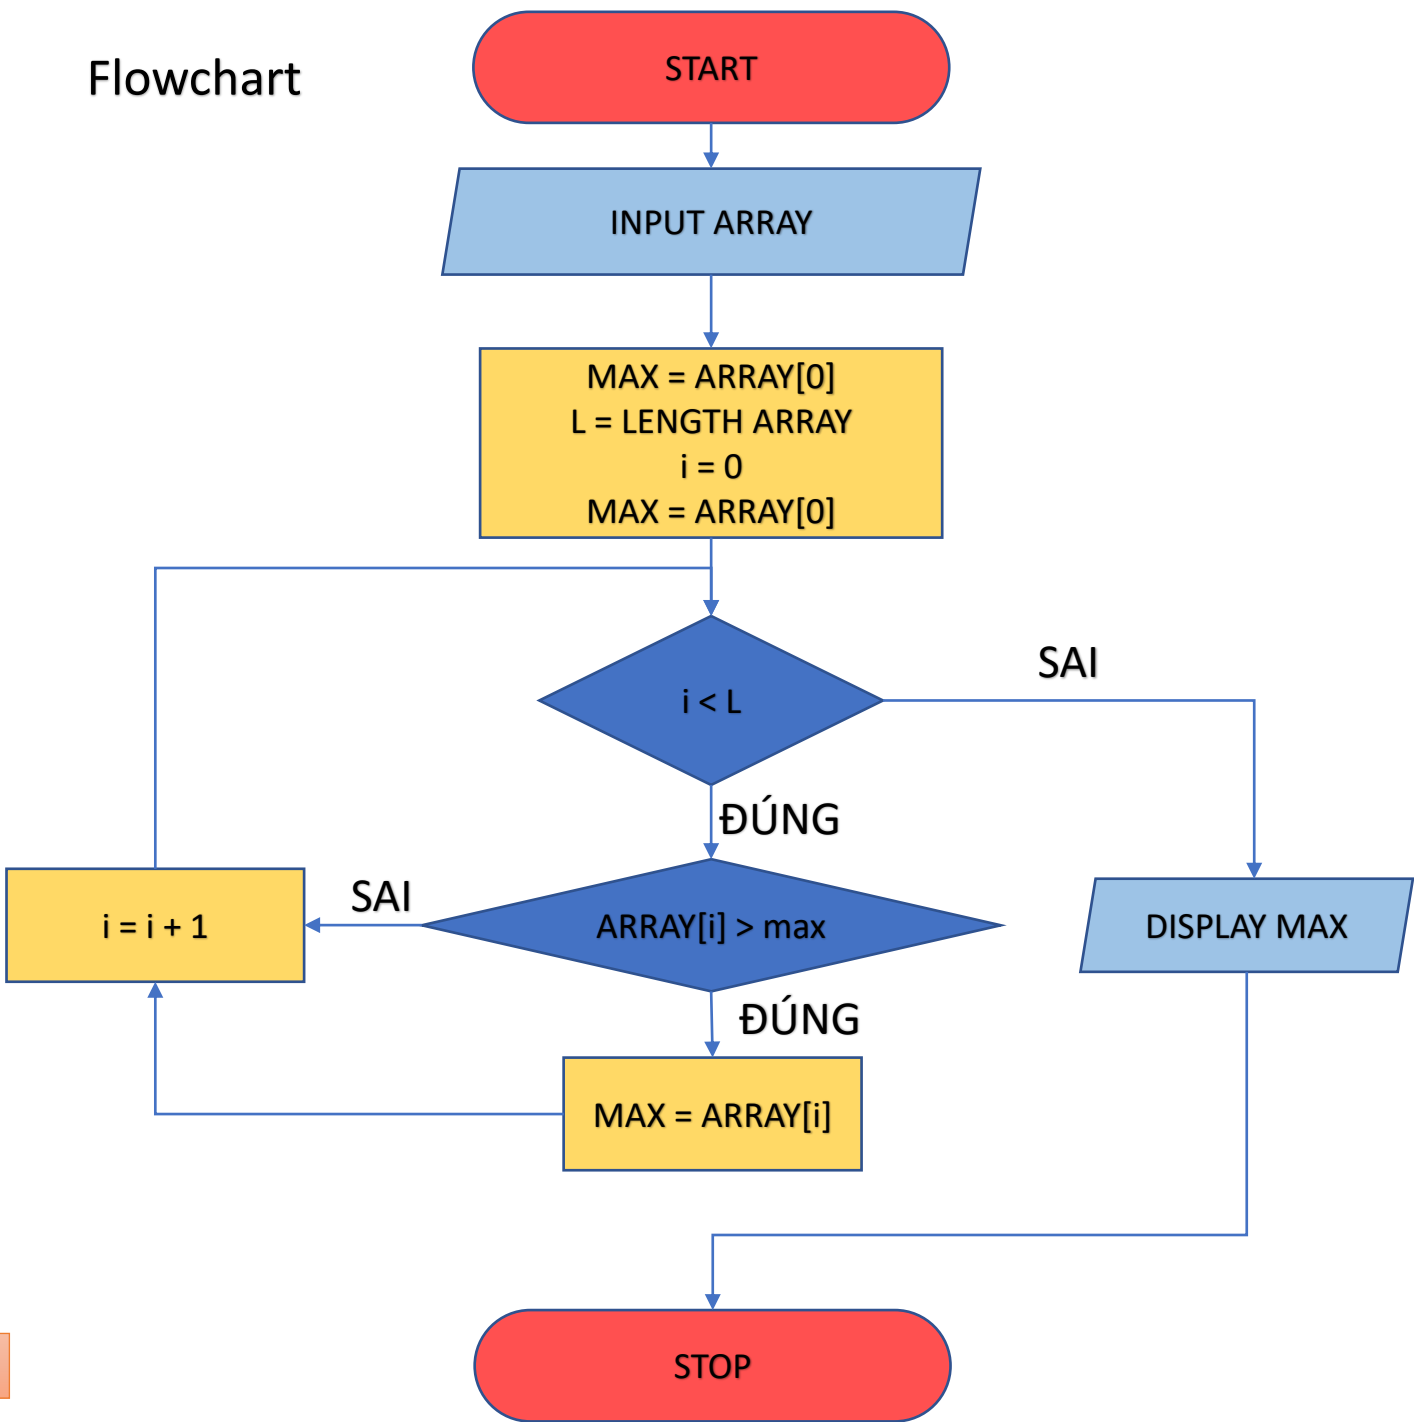 Flowchart
START
INPUT ARRAY
MAX = ARRAY[0]
L = LENGTH ARRAY
i = 0
MAX = ARRAY[0]
i < L
SAI
ĐÚNG
i = i + 1
SAI
ARRAY[i] > max
DISPLAY MAX
ĐÚNG
MAX = ARRAY[i]
STOP